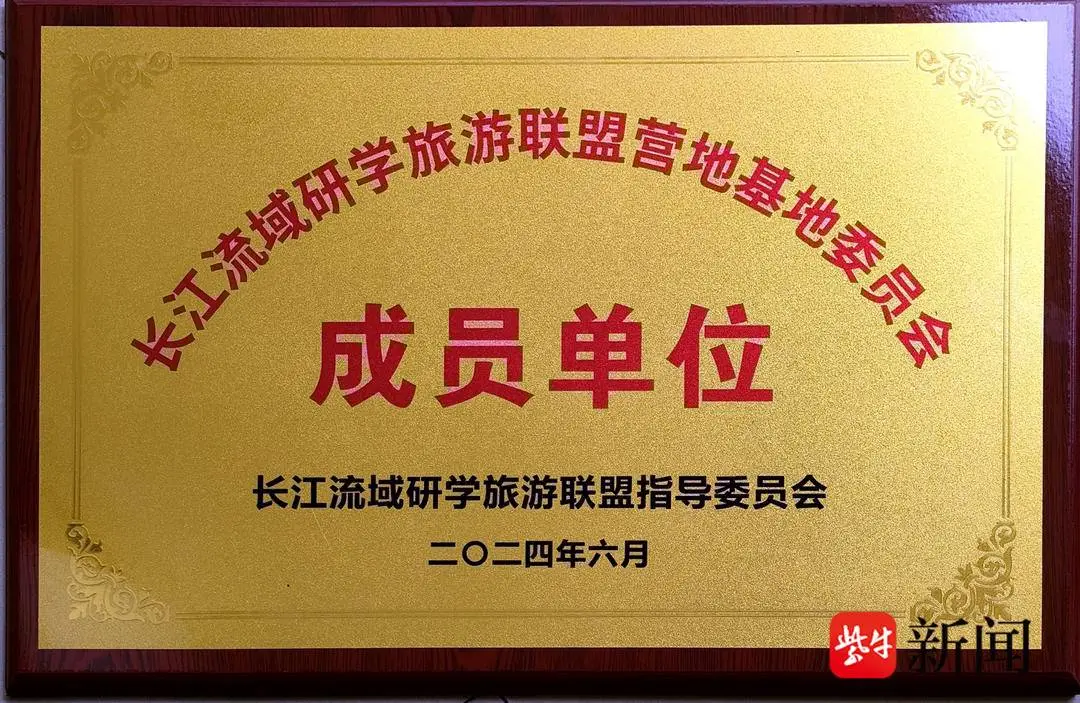 长江流域研学旅游联盟营地基地委员会
成员单位
长江流域研学旅游联盟指导委员会
二〇二四年六月
紫牛新闻